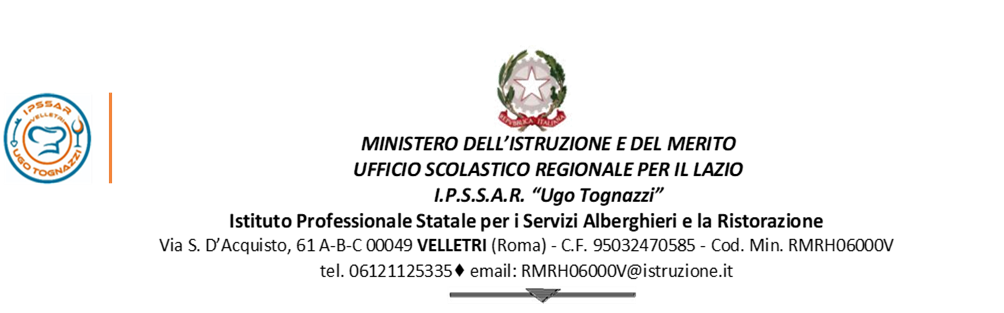 IPSSAR
VELLETRI
UGO TOGNAZZI
REPVBBLICA ITALIANA
MINISTERO DELL’ISTRUZIONE E DEL MERITO
UFFICIO SCOLASTICO REGIONALE PER IL LAZIO
I.P.S.S.A.R. “Ugo Tognazzi”
Istituto Professionale Statale per i Servizi Alberghieri e la Ristorazione
Via S. D’Acquisto, 61 A-B-C 00049 VELLETRI (Roma) - C.F. 95032470585 - Cod. Min. RMRH06000V
tel. 06121125335♦ email: RMRH06000V@istruzione.it